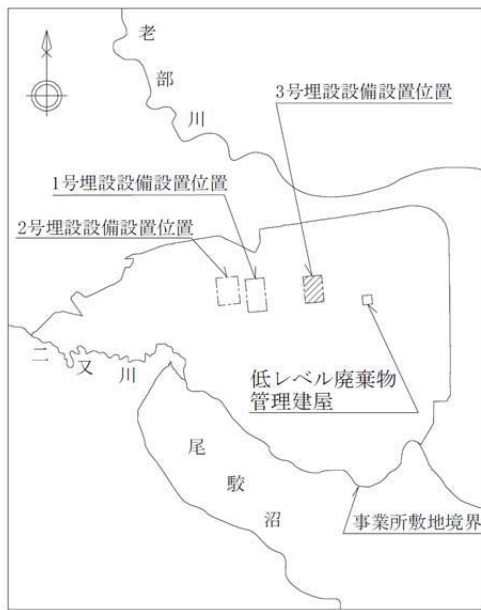 老部川
3号埋設設備設置位置
1号埋設設備設置位置
2号埋設設備設置位置
二又川
低レベル廃棄物
管理建屋
尾駮沼
事業所敷地境界